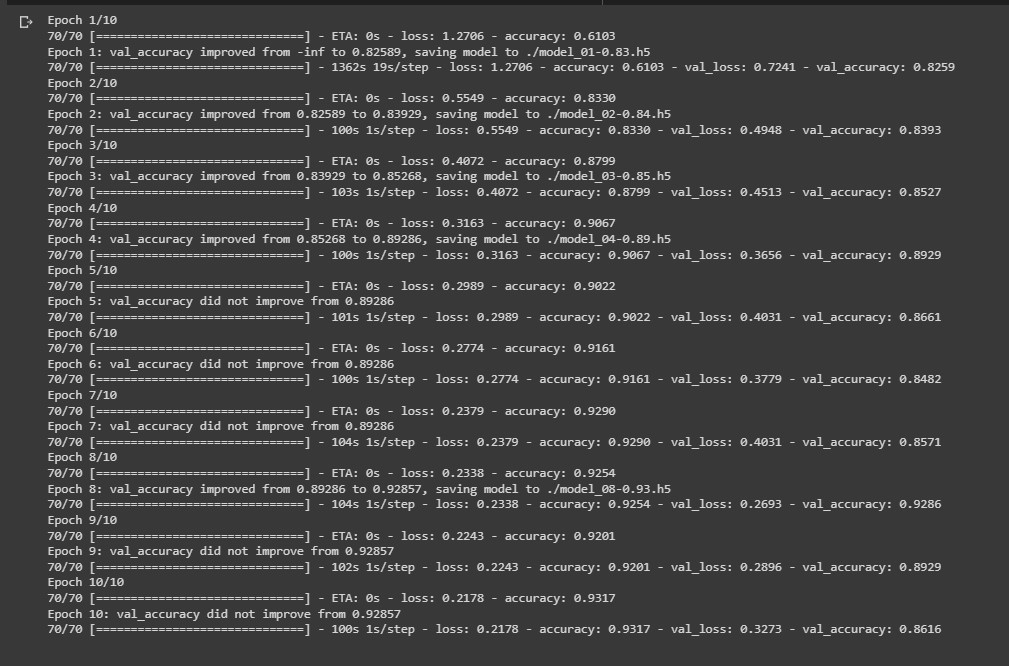 Epoch 1/10
70/70 [==============================] - ETA: 0s - loss: 1.2706 - accuracy: 0.6103
Epoch 1: val_accuracy improved from -inf to 0.82589, saving model to ./model_01-0.83.h5
70/70 [==============================] - 1362s 19s/step - loss: 1.2706 - accuracy: 0.6103 - val_loss: 0.7241 - val_accuracy: 0.8259
Epoch 2/10
70/70 [==============================] - ETA: 0s - loss: 0.5549 - accuracy: 0.8330
Epoch 2: val_accuracy improved from 0.82589 to 0.83929, saving model to ./model_02-0.84.h5
70/70 [==============================] - 100s 1s/step - loss: 0.5549 - accuracy: 0.8330 - val_loss: 0.4948 - val_accuracy: 0.8393
Epoch 3/10
70/70 [==============================] - ETA: 0s - loss: 0.4072 - accuracy: 0.8799
Epoch 3: val_accuracy improved from 0.83929 to 0.85268, saving model to ./model_03-0.85.h5
70/70 [==============================] - 103s 1s/step - loss: 0.4072 - accuracy: 0.8799 - val_loss: 0.4513 - val_accuracy: 0.8527
Epoch 4/10
70/70 [==============================] - ETA: 0s - loss: 0.3163 - accuracy: 0.9067
Epoch 4: val_accuracy improved from 0.85268 to 0.89286, saving model to ./model_04-0.89.h5
70/70 [==============================] - 100s 1s/step - loss: 0.3163 - accuracy: 0.9067 - val_loss: 0.3656 - val_accuracy: 0.8929
Epoch 5/10
70/70 [==============================] - ETA: 0s - loss: 0.2989 - accuracy: 0.9022
Epoch 5: val_accuracy did not improve from 0.89286
70/70 [==============================] - 101s 1s/step - loss: 0.2989 - accuracy: 0.9022 - val_loss: 0.4031 - val_accuracy: 0.8661
Epoch 6/10
70/70 [==============================] - ETA: 0s - loss: 0.2774 - accuracy: 0.9161
Epoch 6: val_accuracy did not improve from 0.89286
70/70 [==============================] - 100s 1s/step - loss: 0.2774 - accuracy: 0.9161 - val_loss: 0.3779 - val_accuracy: 0.8482
Epoch 7/10
70/70 [==============================] - ETA: 0s - loss: 0.2379 - accuracy: 0.9290
Epoch 7: val_accuracy did not improve from 0.89286
70/70 [==============================] - 104s 1s/step - loss: 0.2379 - accuracy: 0.9290 - val_loss: 0.4031 - val_accuracy: 0.8571
Epoch 8/10
70/70 [==============================] - ETA: 0s - loss: 0.2338 - accuracy: 0.9254
Epoch 8: val_accuracy improved from 0.89286 to 0.92857, saving model to ./model_08-0.93.h5
70/70 [==============================] - 104s 1s/step - loss: 0.2338 - accuracy: 0.9254 - val_loss: 0.2693 - val_accuracy: 0.9286
Epoch 9/10
70/70 [==============================] - ETA: 0s - loss: 0.2243 - accuracy: 0.9201
Epoch 9: val_accuracy did not improve from 0.92857
70/70 [==============================] - 102s 1s/step - loss: 0.2243 - accuracy: 0.9201 - val_loss: 0.2896 - val_accuracy: 0.8929
Epoch 10/10
70/70 [==============================] - ETA: 0s - loss: 0.2178 - accuracy: 0.9317
Epoch 10: val_accuracy did not improve from 0.92857
70/70 [==============================] - 100s 1s/step - loss: 0.2178 - accuracy: 0.9317 - val_loss: 0.3273 - val_accuracy: 0.8616